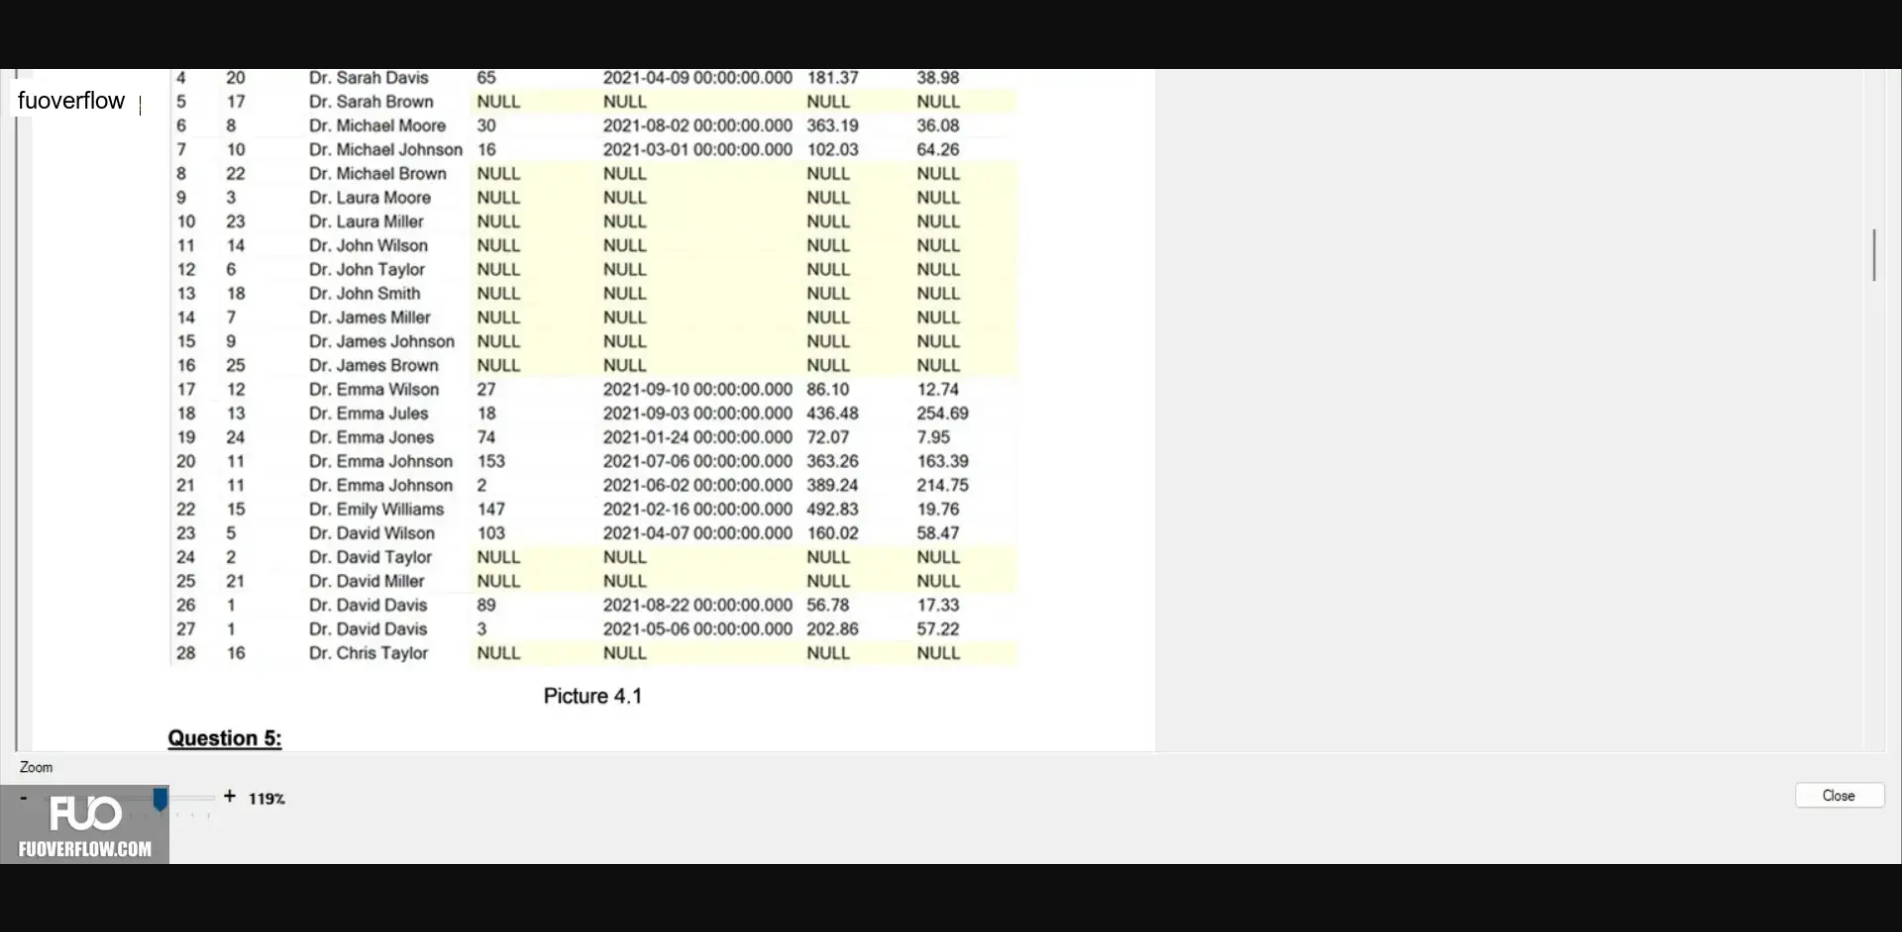 4 20 Dr. Sarah Davis 65 2021-04-09 00:00:00.000 181.37 38.98
fuoverflow |
5 17 Dr. Sarah Brown NULL NULL NULL NULL
6 8 Dr. Michael Moore 30 2021-08-02 00:00:00.000 363.19 36.08
7 10 Dr. Michael Johnson 16 2021-03-01 00:00:00.000 102.03 64.26
8 22 Dr. Michael Brown NULL NULL NULL NULL
9 3 Dr. Laura Moore NULL NULL NULL NULL
10 23 Dr. Laura Miller NULL NULL NULL NULL
11 14 Dr. John Wilson NULL NULL NULL NULL
12 6 Dr. John Taylor NULL NULL NULL NULL
13 18 Dr. John Smith NULL NULL NULL NULL
14 7 Dr. James Miller NULL NULL NULL NULL
15 9 Dr. James Johnson NULL NULL NULL NULL
16 25 Dr. James Brown NULL NULL NULL NULL
17 12 Dr. Emma Wilson 27 2021-09-10 00:00:00.000 86.10 12.74
18 13 Dr. Emma Jules 18 2021-09-03 00:00:00.000 436.48 254.69
19 24 Dr. Emma Jones 74 2021-01-24 00:00:00.000 72.07 7.95
20 11 Dr. Emma Johnson 153 2021-07-06 00:00:00.000 363.26 163.39
21 11 Dr. Emma Johnson 2 2021-06-02 00:00:00.000 389.24 214.75
22 15 Dr. Emily Williams 147 2021-02-16 00:00:00.000 492.83 19.76
23 5 Dr. David Wilson 103 2021-04-07 00:00:00.000 160.02 58.47
24 2 Dr. David Taylor NULL NULL NULL NULL
25 21 Dr. David Miller NULL NULL NULL NULL
26 1 Dr. David Davis 89 2021-08-22 00:00:00.000 56.78 17.33
27 1 Dr. David Davis 3 2021-05-06 00:00:00.000 202.86 57.22
28 16 Dr. Chris Taylor NULL NULL NULL NULL
Picture 4.1
Question 5:
Zoom
- + 119%
Close
FUO
FUOVERFLOW.COM